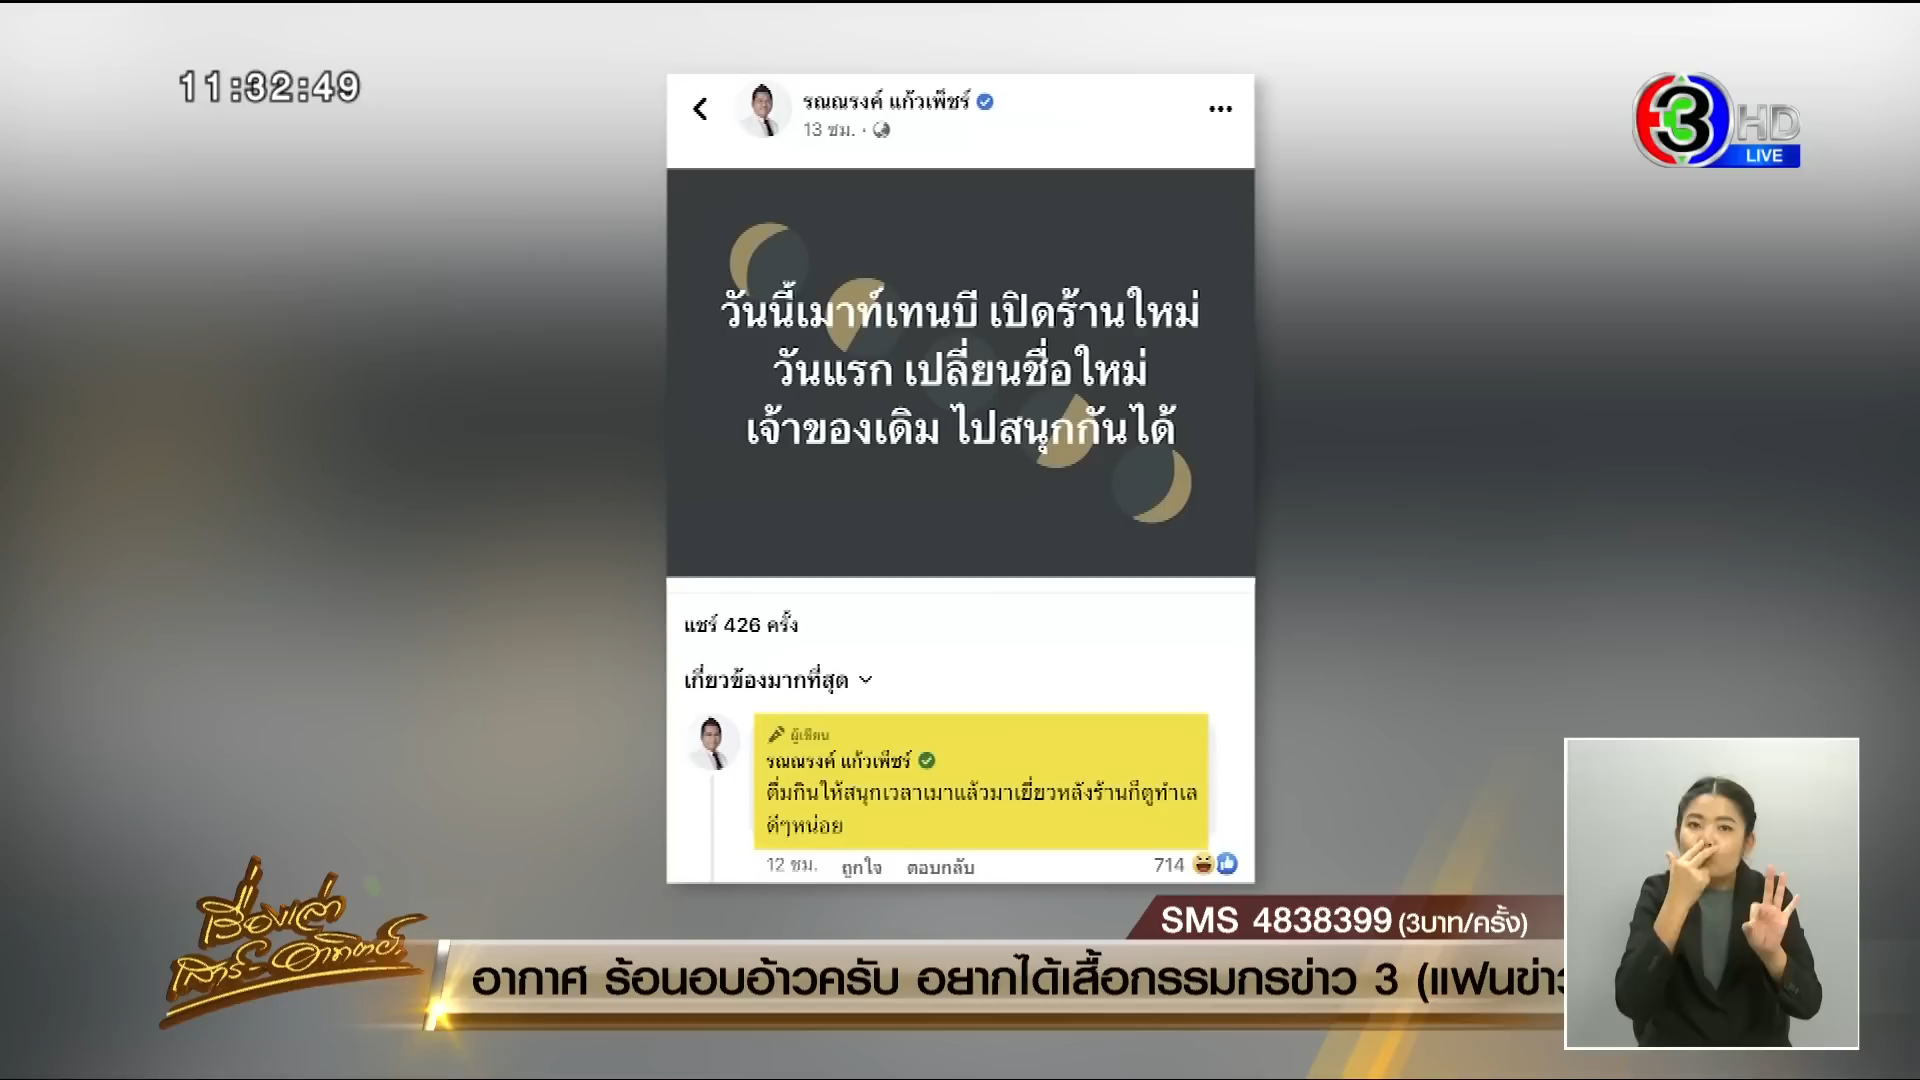 11:32:49
3 HD
LIVE
รณณรงค์ แก้วเพ็ชร์
13 ชม.
วันนี้เมาท์เทนบี เปิดร้านใหม่
วันแรก เปลี่ยนชื่อใหม่
เจ้าของเดิม ไปสนุกกันได้
แชร์ 426 ครั้ง
เกี่ยวข้องมากที่สุด
ผู้เขียน
รณณรงค์ แก้วเพ็ชร์
ดื่มกินให้สนุกเวลาเมาแล้วมาเยี่ยวหลังร้านก็ดูทำเล
ดีๆหน่อย
12 ชม. ถูกใจ ตอบกลับ 714
เรื่องเล่า
เสาร์-อาทิตย์
SMS 4838399 (3บาท/ครั้ง)
อากาศ ร้อนอบอ้าวครับ อยากได้เสื้อกรรมกรข่าว 3 (แฟนข่าว